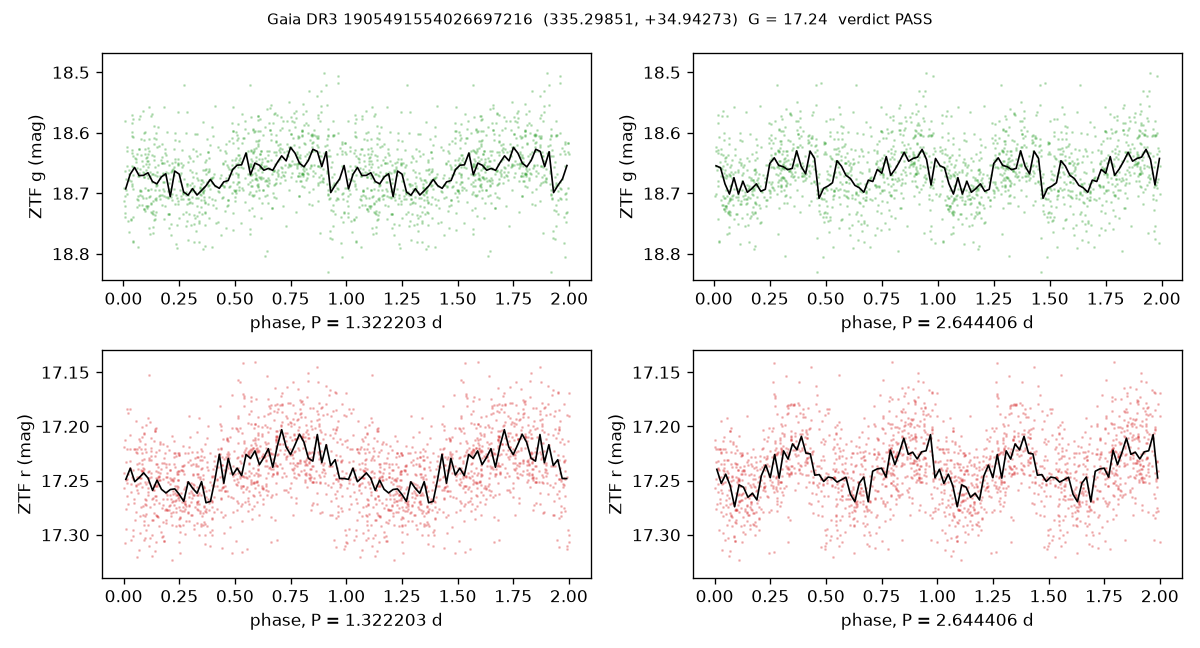 Gaia DR3 1905491554026697216 (335.29851, +34.94273) G = 17.24 verdict PASS
ZTF g (mag)
18.5
18.6
18.7
18.8
0.00 0.25 0.50 0.75 1.00 1.25 1.50 1.75 2.00
phase, P = 1.322203 d
ZTF g (mag)
18.5
18.6
18.7
18.8
0.00 0.25 0.50 0.75 1.00 1.25 1.50 1.75 2.00
phase, P = 2.644406 d
ZTF r (mag)
17.15
17.20
17.25
17.30
0.00 0.25 0.50 0.75 1.00 1.25 1.50 1.75 2.00
phase, P = 1.322203 d
ZTF r (mag)
17.15
17.20
17.25
17.30
0.00 0.25 0.50 0.75 1.00 1.25 1.50 1.75 2.00
phase, P = 2.644406 d